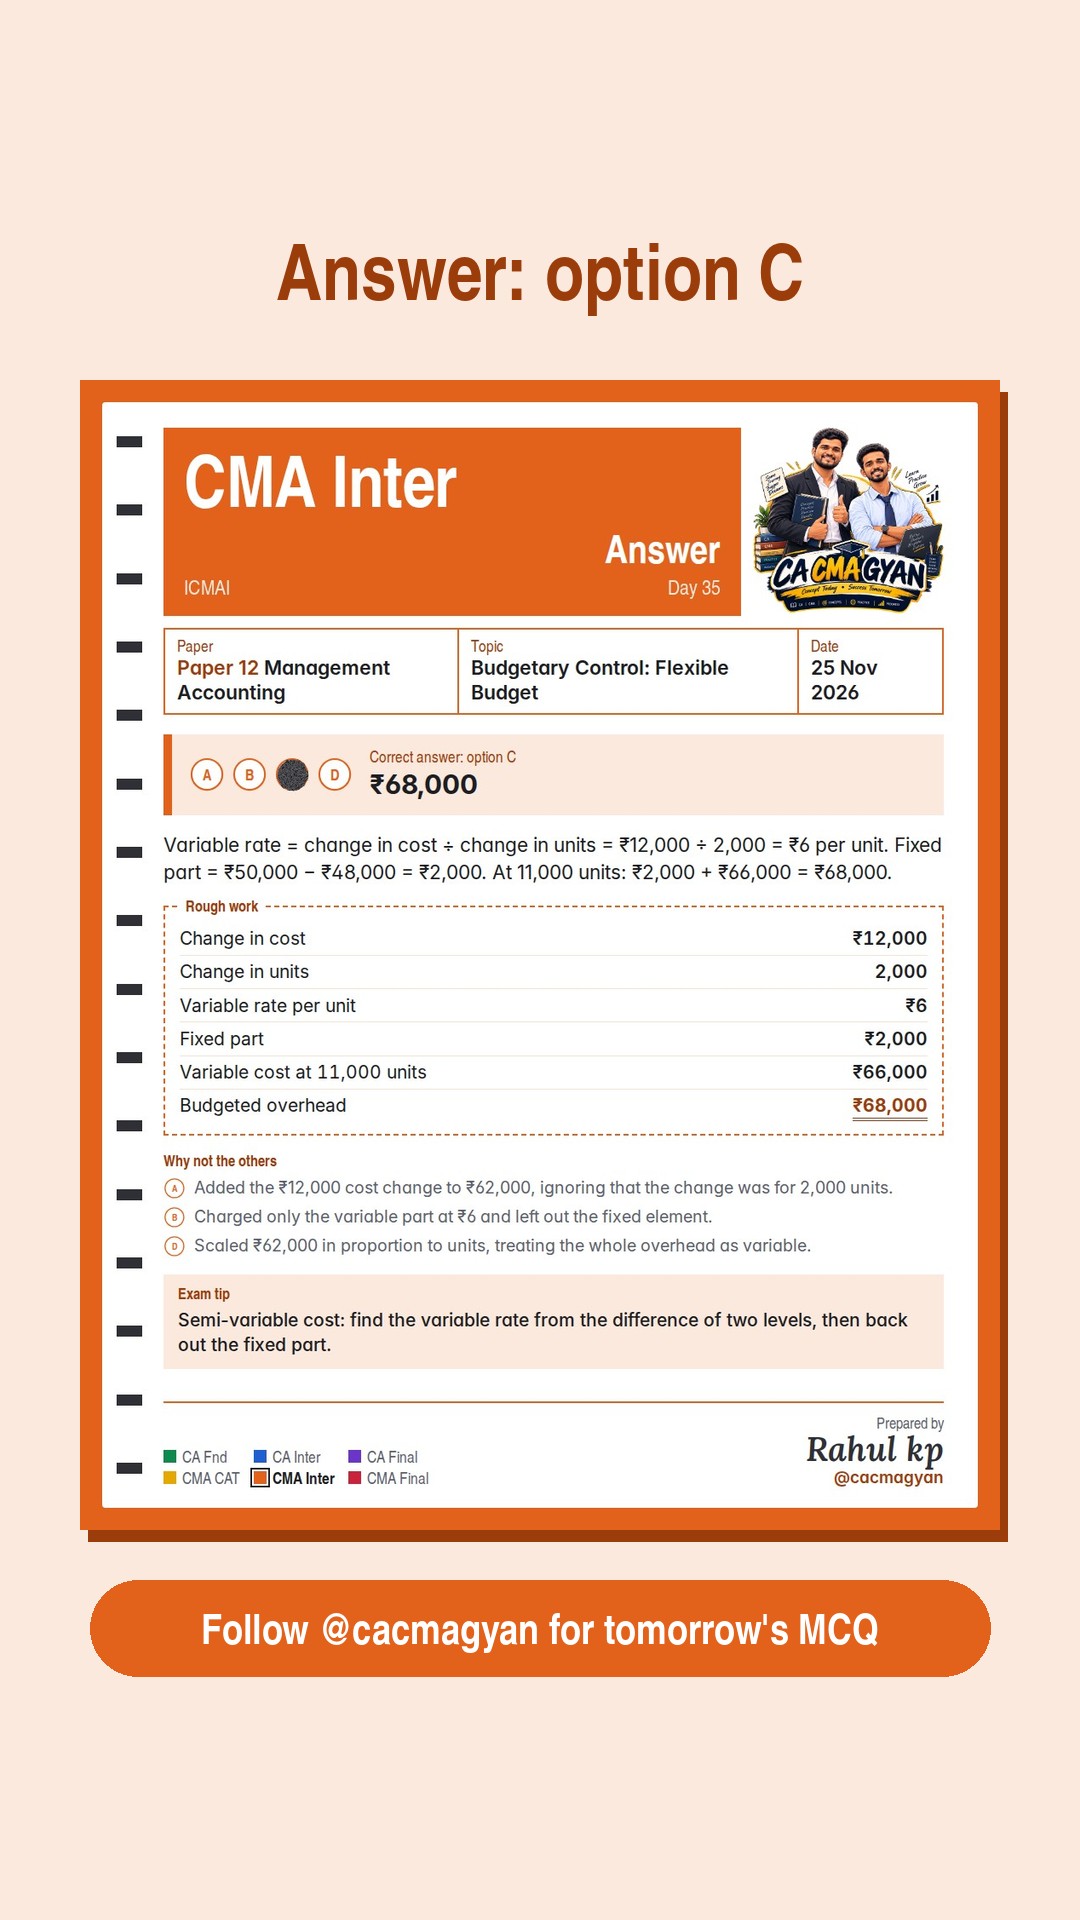 Answer: option C
CMA Inter
Answer
ICMAI
Day 35
CA CMA GYAN
Concept Today • Success Tomorrow
Learn
Practice
Grow
Paper
Paper 12 Management
Accounting
Topic
Budgetary Control: Flexible
Budget
Date
25 Nov
2026
A
B
D
Correct answer: option C
₹68,000
Variable rate = change in cost ÷ change in units = ₹12,000 ÷ 2,000 = ₹6 per unit. Fixed
part = ₹50,000 − ₹48,000 = ₹2,000. At 11,000 units: ₹2,000 + ₹66,000 = ₹68,000.
Rough work
Change in cost ₹12,000
Change in units 2,000
Variable rate per unit ₹6
Fixed part ₹2,000
Variable cost at 11,000 units ₹66,000
Budgeted overhead ₹68,000
Why not the others
A Added the ₹12,000 cost change to ₹62,000, ignoring that the change was for 2,000 units.
B Charged only the variable part at ₹6 and left out the fixed element.
D Scaled ₹62,000 in proportion to units, treating the whole overhead as variable.
Exam tip
Semi-variable cost: find the variable rate from the difference of two levels, then back
out the fixed part.
CA Fnd CA Inter CA Final
CMA CAT CMA Inter CMA Final
Prepared by
Rahul kp
@cacmagyan
Follow @cacmagyan for tomorrow's MCQ